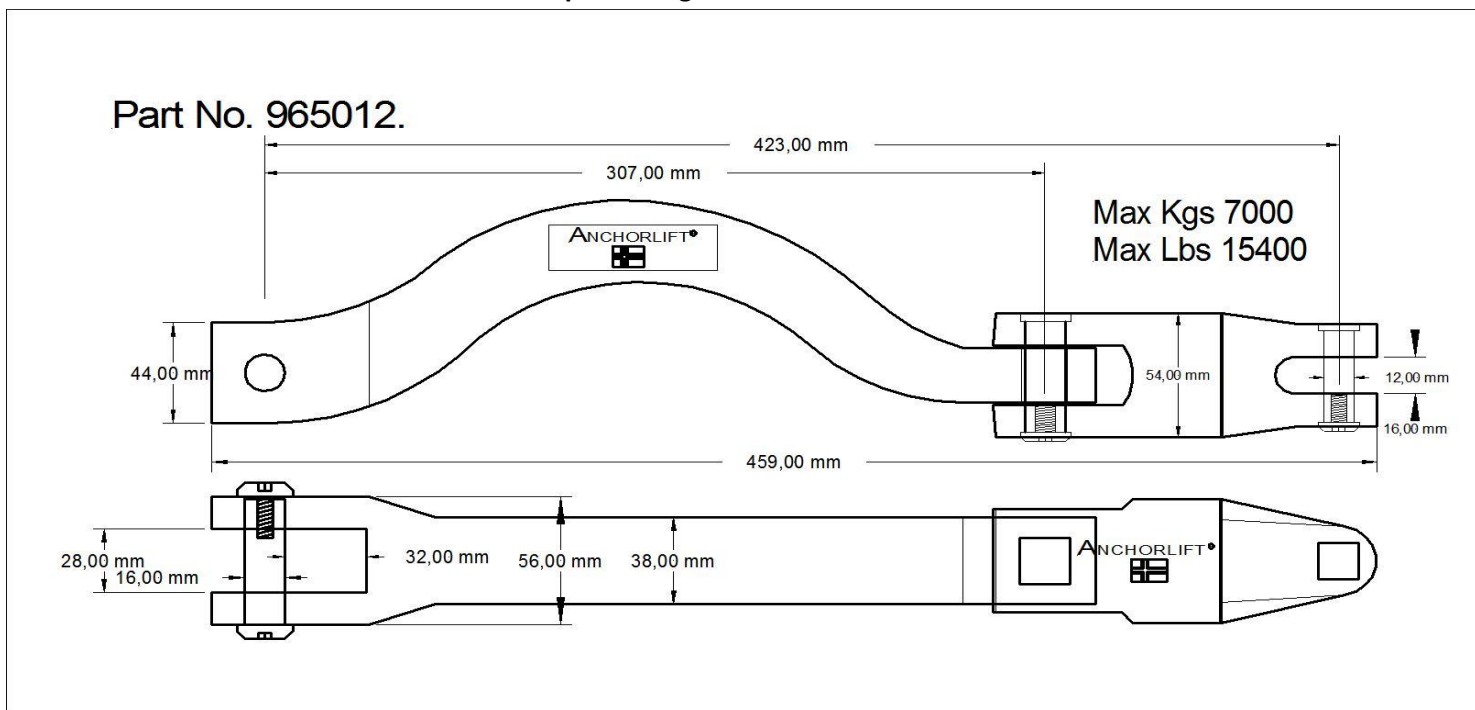 Part No. 965012.
423,00 mm
307,00 mm
Max Kgs 7000
Max Lbs 15400
ANCHORLIFT®
44,00 mm
54,00 mm
12,00 mm
16,00 mm
459,00 mm
28,00 mm
16,00 mm
32,00 mm
56,00 mm
38,00 mm
ANCHORLIFT®